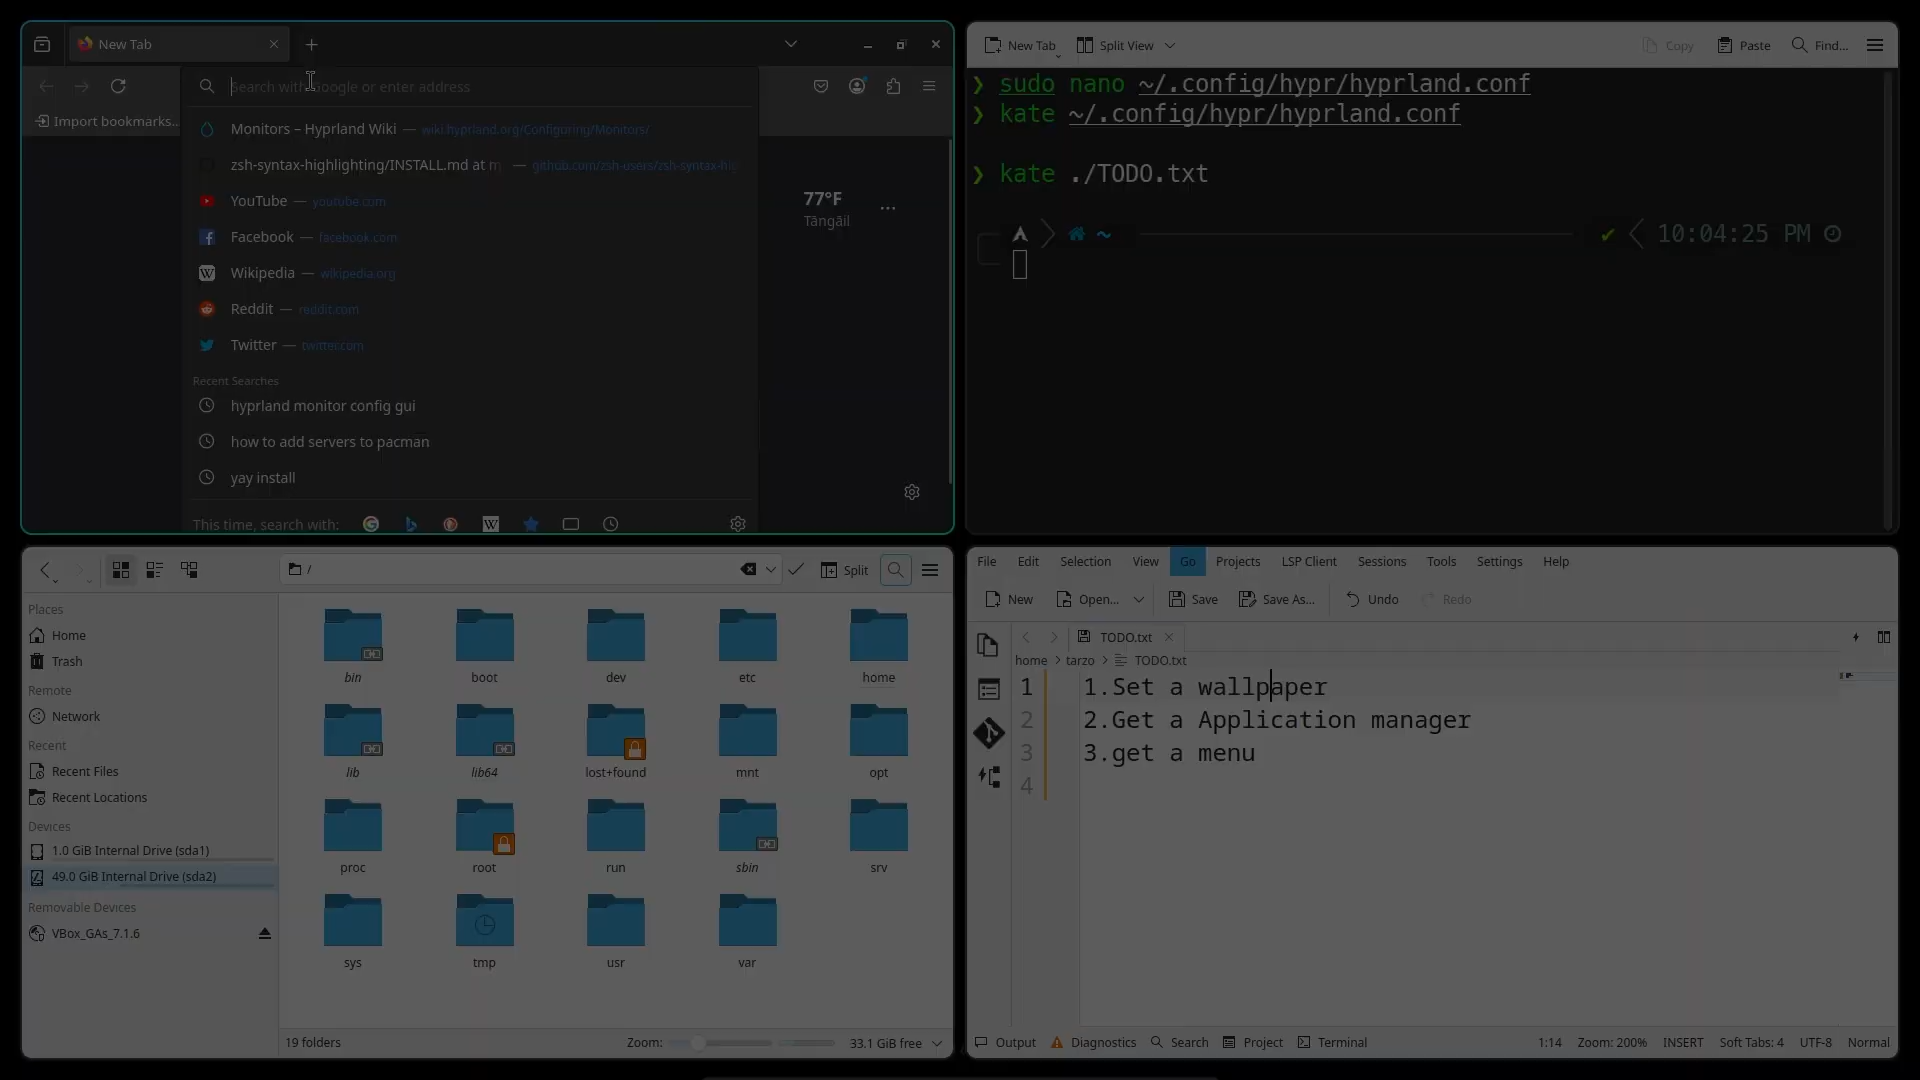 New Tab
Search with Google or enter address
Import bookmarks...
Monitors – Hyprland Wiki — wiki.hyprland.org/Configuring/Monitors/
zsh-syntax-highlighting/INSTALL.md at m — github.com/zsh-users/zsh-syntax-hig
YouTube — youtube.com
Facebook — facebook.com
Wikipedia — wikipedia.org
Reddit — reddit.com
Twitter — twitter.com
Recent Searches
hyprland monitor config gui
how to add servers to pacman
yay install
This time, search with:
77°F
Tāngāil
New Tab Split View Copy Paste Find...
❯ sudo nano ~/.config/hypr/hyprland.conf
❯ kate ~/.config/hypr/hyprland.conf
❯ kate ./TODO.txt
~ ✔ 10:04:25 PM
/ Split
Places
Home
Trash
Remote
Network
Recent
Recent Files
Recent Locations
Devices
1.0 GiB Internal Drive (sda1)
49.0 GiB Internal Drive (sda2)
Removable Devices
VBox_GAs_7.1.6
bin boot dev etc home
lib lib64 lost+found mnt opt
proc root run sbin srv
sys tmp usr var
19 folders Zoom: 33.1 GiB free
File Edit Selection View Go Projects LSP Client Sessions Tools Settings Help
New Open... Save Save As... Undo Redo
TODO.txt
home > tarzo > TODO.txt
1 1.Set a wallpaper
2 2.Get a Application manager
3 3.get a menu
4
Output Diagnostics Search Project Terminal 1:14 Zoom: 200% INSERT Soft Tabs: 4 UTF-8 Normal